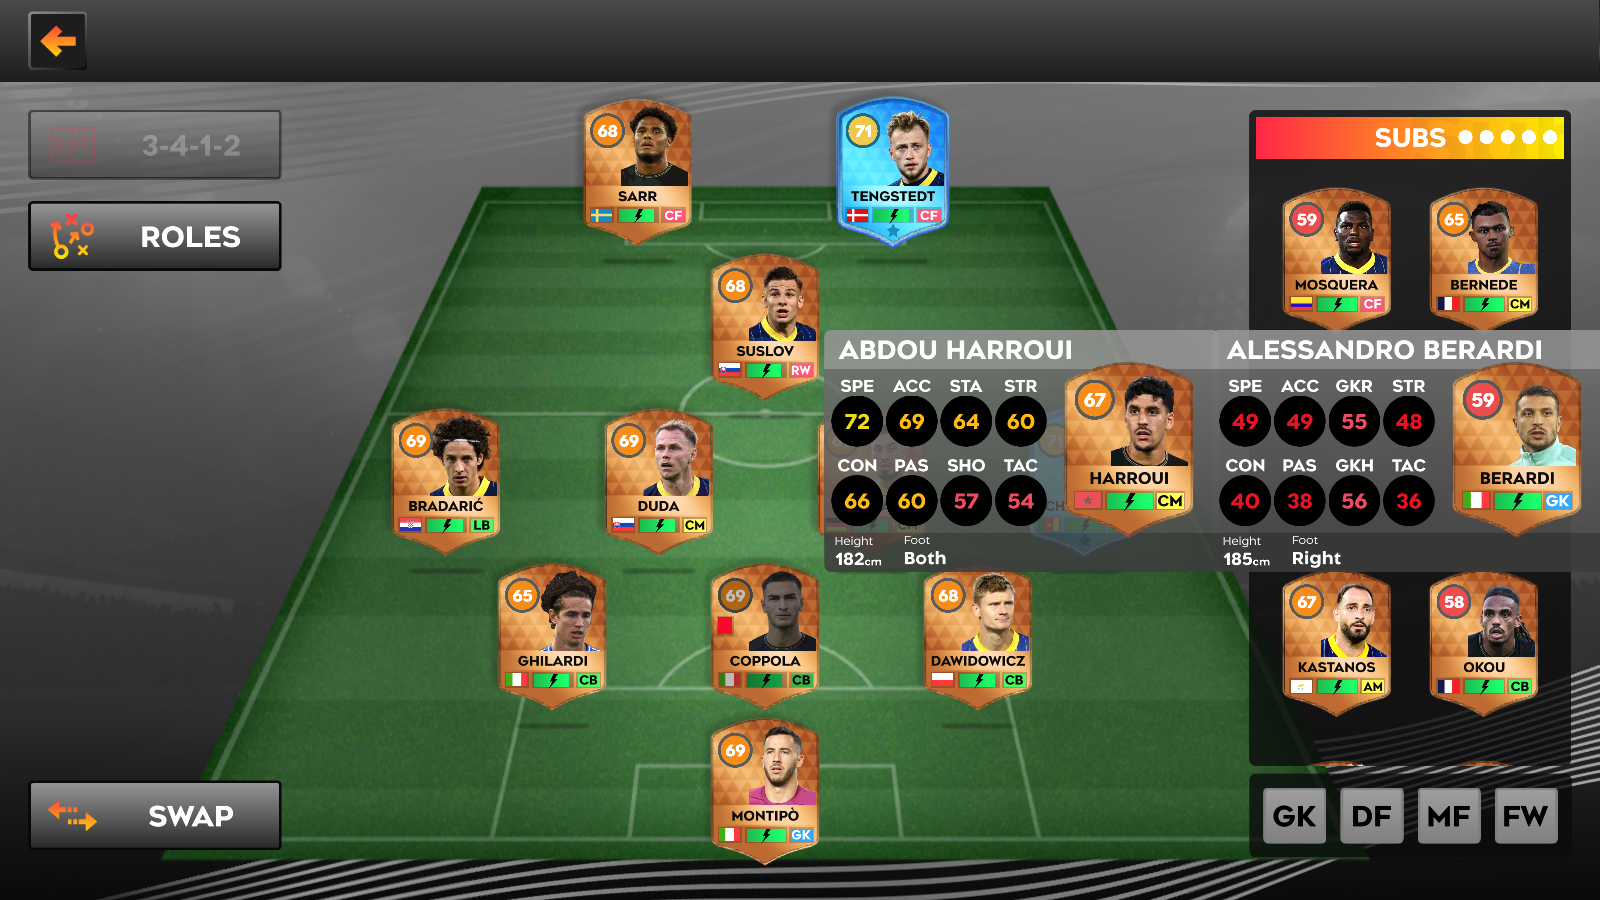 3-4-1-2
ROLES
SWAP
68
SARR
CF
71
TENGSTEDT
CF
68
SUSLOV
RW
69
BRADARIĆ
LB
69
DUDA
CM
65
GHILARDI
CB
69
COPPOLA
CB
68
DAWIDOWICZ
CB
69
MONTIPÒ
GK
SUBS
59
MOSQUERA
CF
65
BERNEDE
CM
ABDOU HARROUI
SPE ACC STA STR
72 69 64 60
CON PAS SHO TAC
66 60 57 54
Height Foot
182cm Both
67
HARROUI
CM
ALESSANDRO BERARDI
SPE ACC GKR STR
49 49 55 48
CON PAS GKH TAC
40 38 56 36
Height Foot
185cm Right
59
BERARDI
GK
67
KASTANOS
AM
58
OKOU
CB
GK DF MF FW